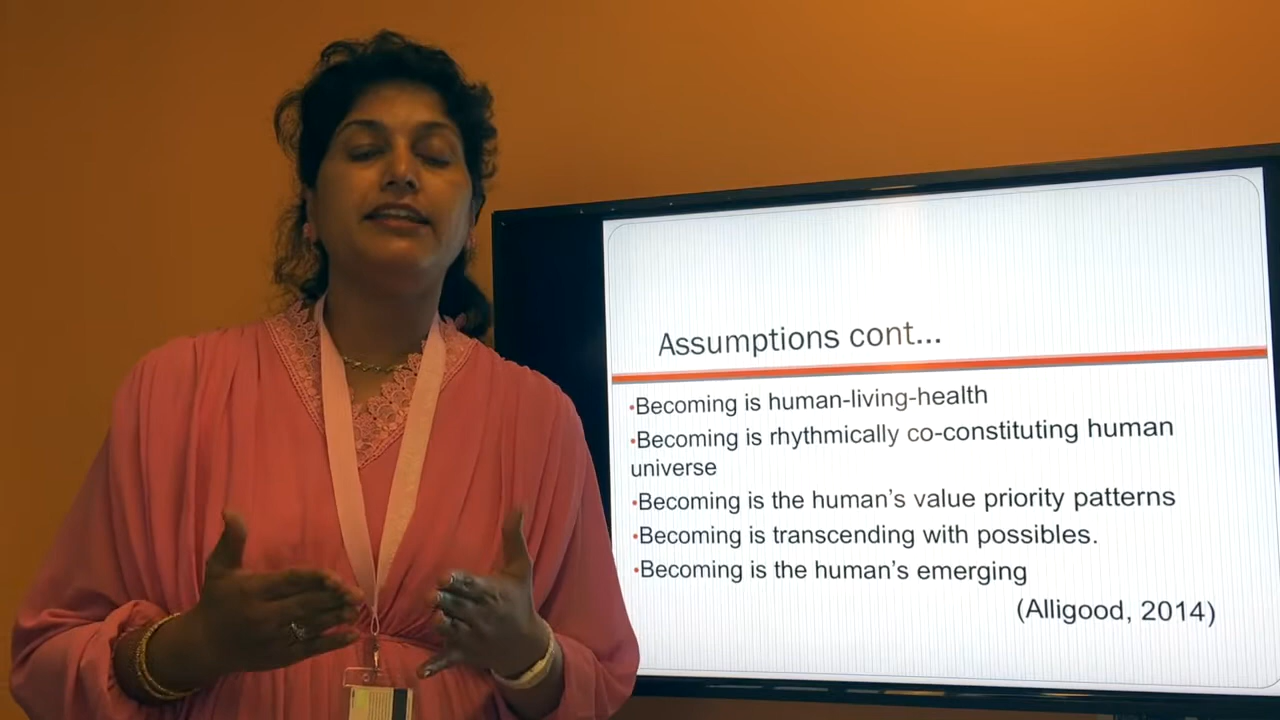 Assumptions cont...
•Becoming is human-living-health
•Becoming is rhythmically co-constituting human
universe
•Becoming is the human's value priority patterns
•Becoming is transcending with possibles.
•Becoming is the human's emerging
(Alligood, 2014)